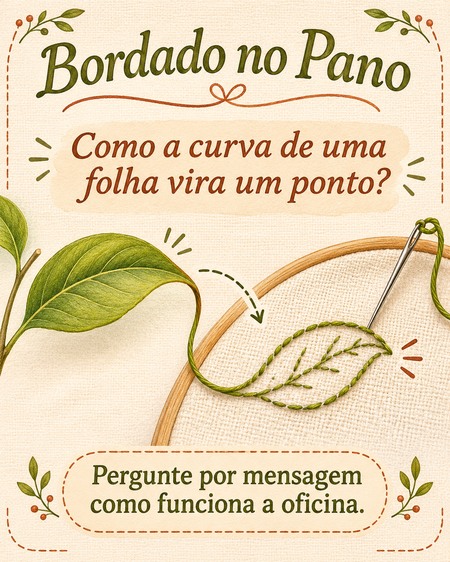 Bordado no Pano
Como a curva de uma
folha vira um ponto?
Pergunte por mensagem
como funciona a oficina.